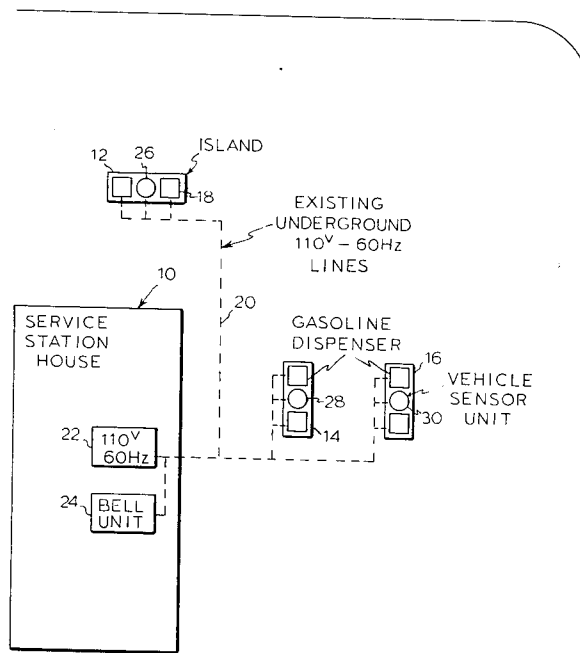 12
26
ISLAND
18
EXISTING
UNDERGROUND
110V – 60Hz
LINES
10
20
SERVICE
STATION
HOUSE
GASOLINE
DISPENSER
16
VEHICLE
SENSOR
UNIT
28
30
14
22
110V
60Hz
24
BELL
UNIT